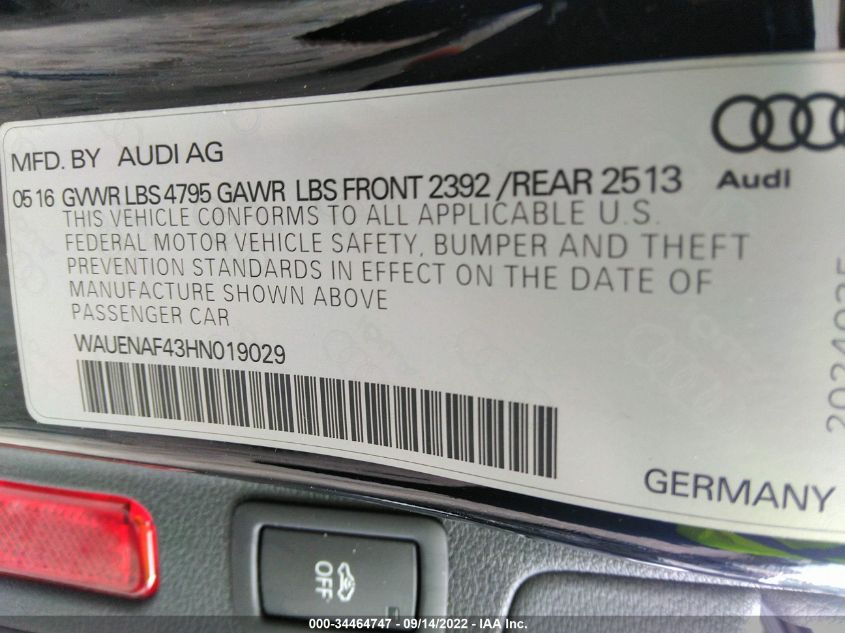 MFD. BY AUDI AG
Audi
05 16 GVWR LBS 4795 GAWR LBS FRONT 2392 /REAR 2513
THIS VEHICLE CONFORMS TO ALL APPLICABLE U.S.
FEDERAL MOTOR VEHICLE SAFETY, BUMPER AND THEFT
PREVENTION STANDARDS IN EFFECT ON THE DATE OF
MANUFACTURE SHOWN ABOVE
PASSENGER CAR
WAUENAF43HN019029
GERMANY
OFF
000-34464747 - 09/14/2022 - IAAI Inc.